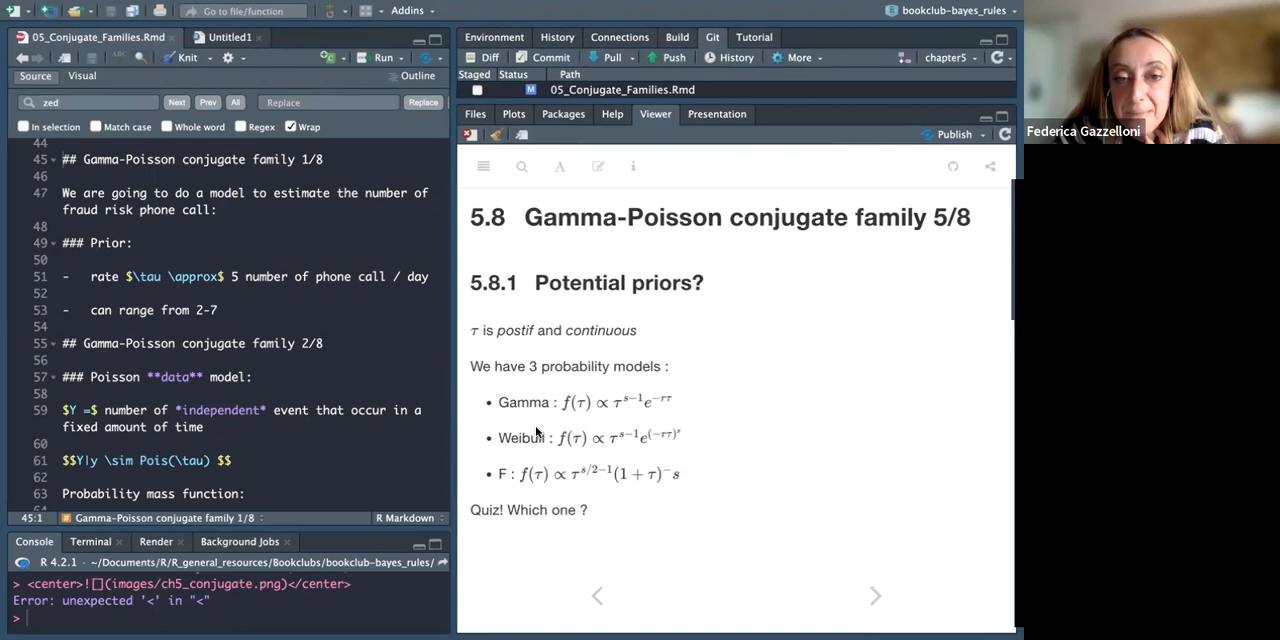 Go to file/function
Addins
bookclub-bayes_rules
05_Conjugate_Families.Rmd
Untitled1
Knit
Run
Source
Visual
Outline
zed
Next
Prev
All
Replace
Replace
In selection
Match case
Whole word
Regex
Wrap
44
45 ## Gamma-Poisson conjugate family 1/8
46
47 We are going to do a model to estimate the number of
fraud risk phone call:
48
49 ### Prior:
50
51 -   rate $\tau \approx$ 5 number of phone call / day
52
53 -   can range from 2-7
54
55 ## Gamma-Poisson conjugate family 2/8
56
57 ### Poisson **data** model:
58
59 $Y =$ number of *independent* event that occur in a
fixed amount of time
60
61 $$Y|y \sim Pois(\tau) $$
62
63 Probability mass function:
45:1 Gamma-Poisson conjugate family 1/8 R Markdown
Console Terminal Render Background Jobs
R 4.2.1 · ~/Documents/R/R_general_resources/Bookclubs/bookclub-bayes_rules/
> <center>![](images/ch5_conjugate.png)</center>
Error: unexpected '<' in "<"
>
Environment History Connections Build Git Tutorial
Diff Commit Pull Push History More chapter5
Staged Status Path
M 05_Conjugate_Families.Rmd
Files Plots Packages Help Viewer Presentation
Publish
5.8 Gamma-Poisson conjugate family 5/8
5.8.1 Potential priors?
τ is postif and continuous
We have 3 probability models :
• Gamma : f(τ) ∝ τ^{s−1}e^{−rτ}
• Weibull : f(τ) ∝ τ^{s−1}e^{(−rτ)^s}
• F : f(τ) ∝ τ^{s/2−1}(1 + τ)^− s
Quiz! Which one ?
Federica Gazzelloni